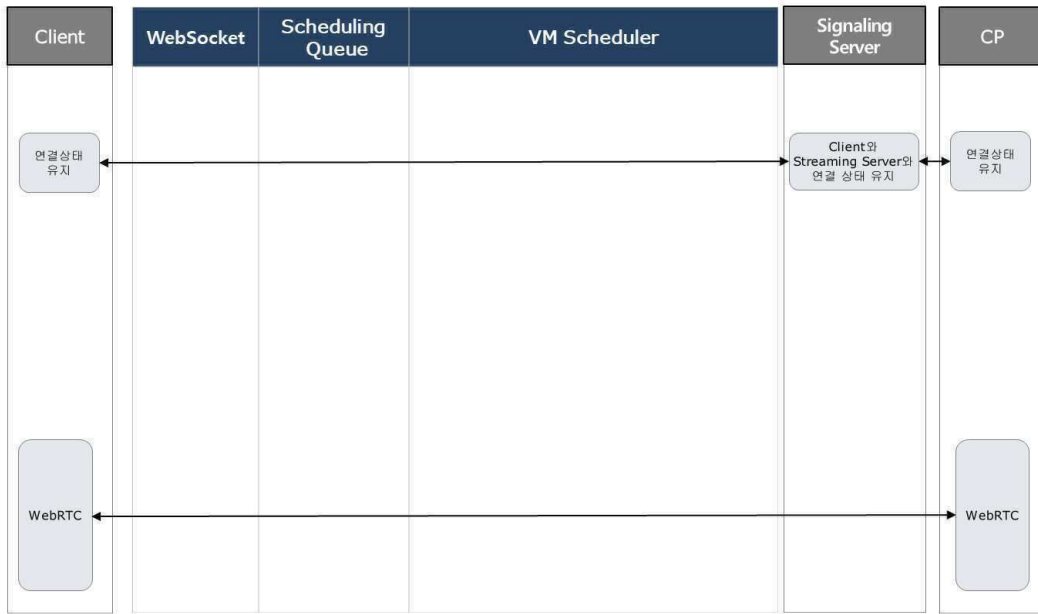 Client
WebSocket
Scheduling
Queue
VM Scheduler
Signaling
Server
CP
연결상태
유지
Client와
Streaming Server와
연결 상태 유지
연결상태
유지
WebRTC
WebRTC